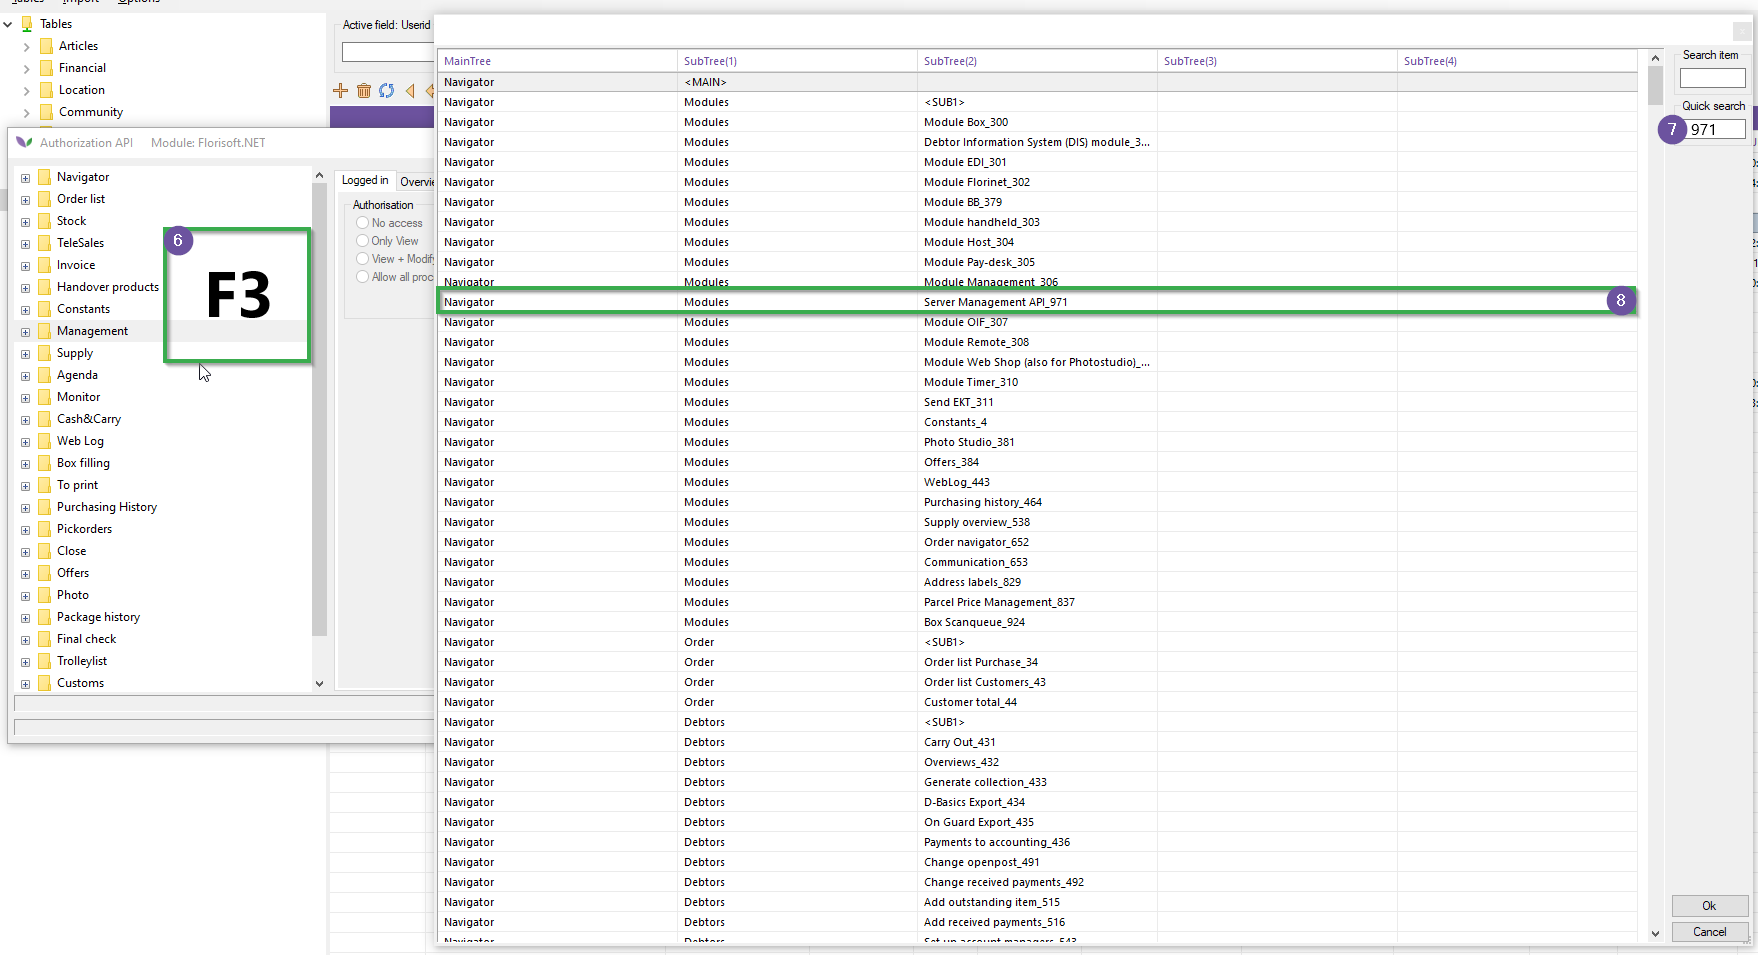 Tables Import Options
Tables
Articles
Financial
Location
Community
Active field: Userid
Authorization API Module: Florisoft.NET
Navigator
Order list
Stock
TeleSales
Invoice
Handover products
Constants
Management
Supply
Agenda
Monitor
Cash&Carry
Web Log
Box filling
To print
Purchasing History
Pickorders
Close
Offers
Photo
Package history
Final check
Trolleylist
Customs
6
F3
Logged in
Authorisation
No access
Only View
View + Modify
MainTree SubTree(1) SubTree(2) SubTree(3) SubTree(4)
Navigator <MAIN>
Navigator Modules <SUB1>
Navigator Modules Module Box_300
Navigator Modules Debtor Information System (DIS) module_3...
Navigator Modules Module EDI_301
Navigator Modules Module Florinet_302
Navigator Modules Module BB_379
Navigator Modules Module handheld_303
Navigator Modules Module Host_304
Navigator Modules Module Pay-desk_305
Navigator Modules Module Management_306
Navigator Modules Server Management API_971 8
Navigator Modules Module OIF_307
Navigator Modules Module Remote_308
Navigator Modules Module Web Shop (also for Photostudio)_...
Navigator Modules Module Timer_310
Navigator Modules Send EKT_311
Navigator Modules Constants_4
Navigator Modules Photo Studio_381
Navigator Modules Offers_384
Navigator Modules WebLog_443
Navigator Modules Purchasing history_464
Navigator Modules Supply overview_538
Navigator Modules Order navigator_652
Navigator Modules Communication_653
Navigator Modules Address labels_829
Navigator Modules Parcel Price Management_837
Navigator Modules Box Scanqueue_924
Navigator Order <SUB1>
Navigator Order Order list Purchase_34
Navigator Order Order list Customers_43
Navigator Order Customer total_44
Navigator Debtors <SUB1>
Navigator Debtors Carry Out_431
Navigator Debtors Overviews_432
Navigator Debtors Generate collection_433
Navigator Debtors D-Basics Export_434
Navigator Debtors On Guard Export_435
Navigator Debtors Payments to accounting_436
Navigator Debtors Change openpost_491
Navigator Debtors Change received payments_492
Navigator Debtors Add outstanding item_515
Navigator Debtors Add received payments_516
Navigator Debtors Set up account managers_543
Search item
Quick search
7 971
Ok
Cancel